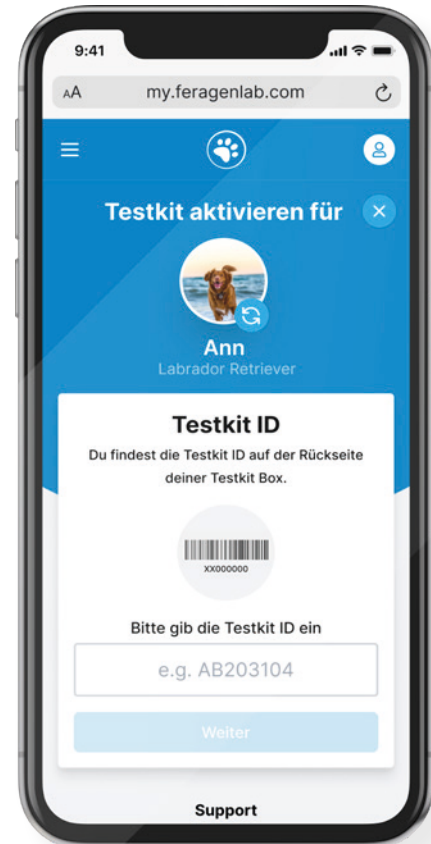 9:41
AA
my.feragenlab.com
Testkit aktivieren für
Ann
Labrador Retriever
Testkit ID
Du findest die Testkit ID auf der Rückseite
deiner Testkit Box.
XX000000
Bitte gib die Testkit ID ein
e.g. AB203104
Weiter
Support